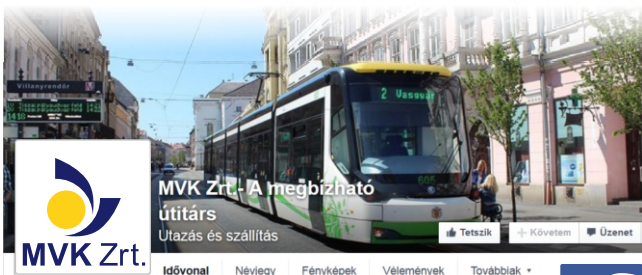 Villanyrendőr
1418
2 Vasgyár
605
MVK Zrt.
MVK Zrt.- A megbízható
útitárs
Utazás és szállítás
Tetszik
Követem
Üzenet
Idővonal
Névjegy
Fényképek
Vélemények
Továbbiak